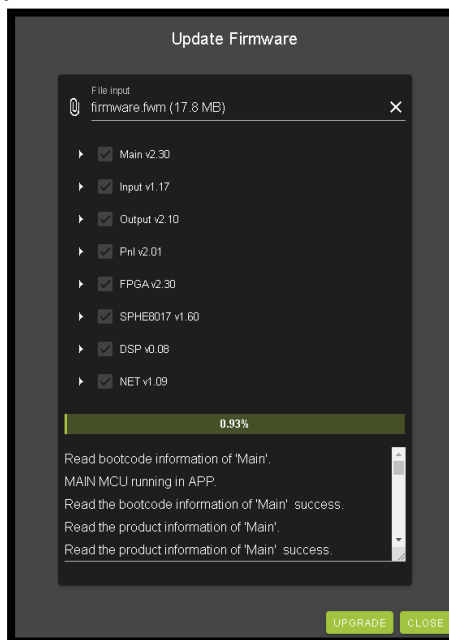 Update Firmware
File input
firmware.fwm (17.8 MB)
Main v2.30
Input v1.17
Output v2.10
Pnl v2.01
FPGA v2.30
SPHE8017 v1.60
DSP v0.08
NET v1.09
0.93%
Read bootcode information of 'Main'.
MAIN MCU running in APP.
Read the bootcode information of 'Main' success.
Read the product information of 'Main'.
Read the product information of 'Main' success.
UPGRADE CLOSE